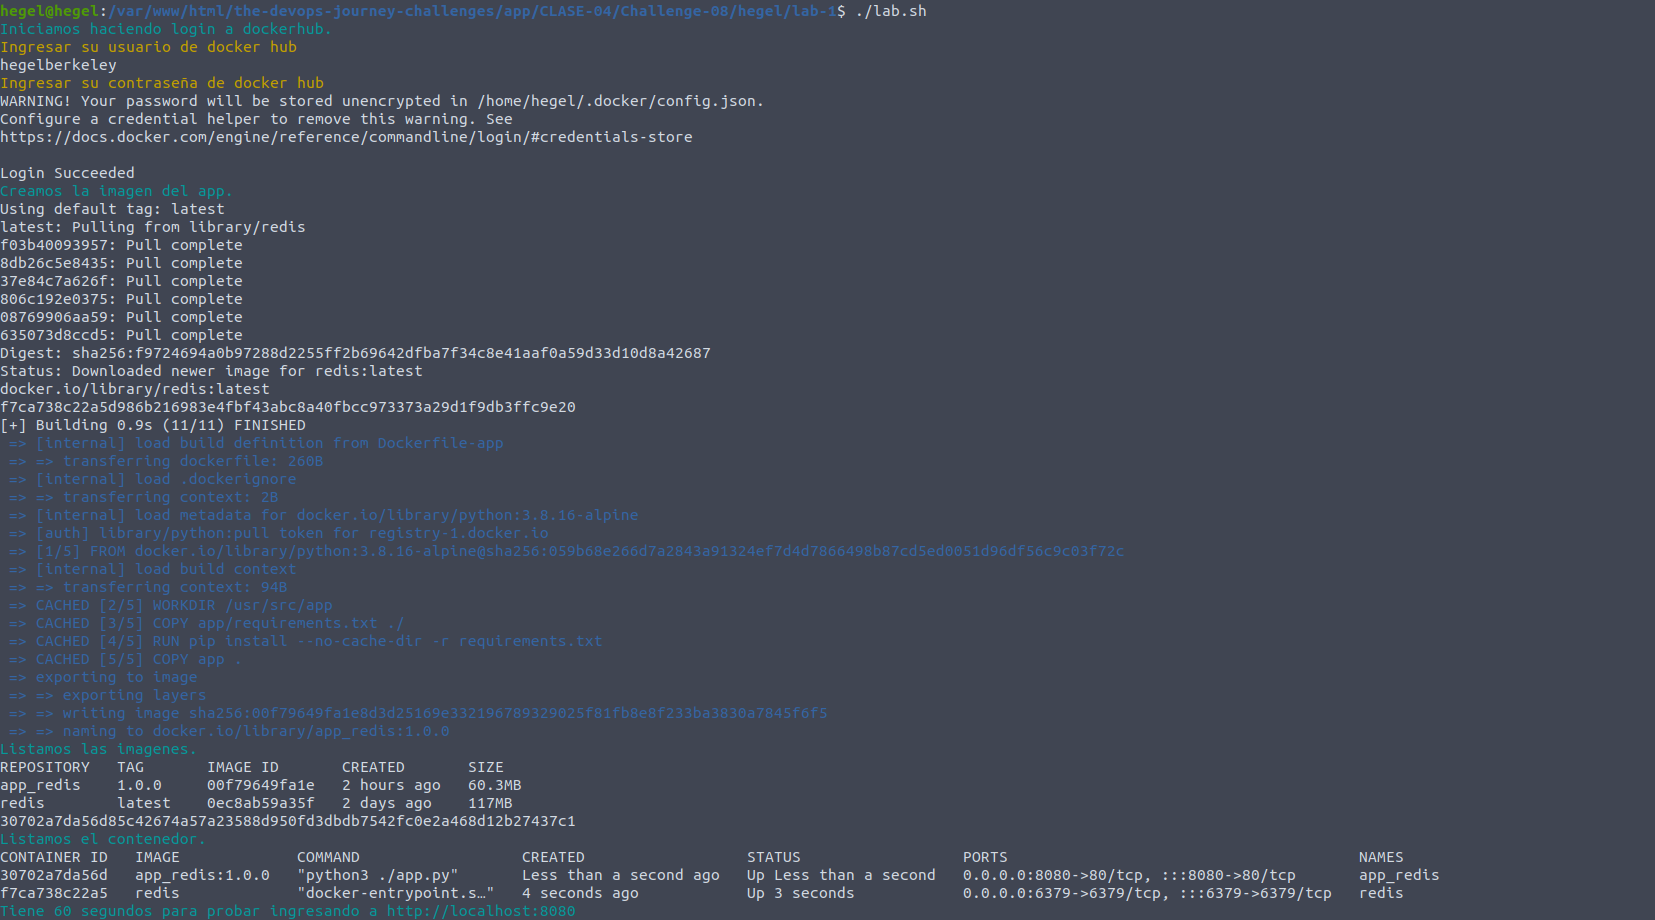 hegel@hegel:/var/www/html/the-devops-journey-challenges/app/CLASE-04/Challenge-08/hegel/lab-1$ ./lab.sh
Iniciamos haciendo login a dockerhub.
Ingresar su usuario de docker hub
hegelberkeley
Ingresar su contraseña de docker hub
WARNING! Your password will be stored unencrypted in /home/hegel/.docker/config.json.
Configure a credential helper to remove this warning. See
https://docs.docker.com/engine/reference/commandline/login/#credentials-store
Login Succeeded
Creamos la imagen del app.
Using default tag: latest
latest: Pulling from library/redis
f03b40093957: Pull complete
8db26c5e8435: Pull complete
37e84c7a626f: Pull complete
806c192e0375: Pull complete
08769906aa59: Pull complete
635073d8ccd5: Pull complete
Digest: sha256:f9724694a0b97288d2255ff2b69642dfba7f34c8e41aaf0a59d33d10d8a42687
Status: Downloaded newer image for redis:latest
docker.io/library/redis:latest
f7ca738c22a5d986b216983e4fbf43abc8a40fbcc973373a29d1f9db3ffc9e20
[+] Building 0.9s (11/11) FINISHED
=> [internal] load build definition from Dockerfile-app
=> => transferring dockerfile: 260B
=> [internal] load .dockerignore
=> => transferring context: 2B
=> [internal] load metadata for docker.io/library/python:3.8.16-alpine
=> [auth] library/python:pull token for registry-1.docker.io
=> [1/5] FROM docker.io/library/python:3.8.16-alpine@sha256:059b68e266d7a2843a91324ef7d4d7866498b87cd5ed0051d96df56c9c03f72c
=> [internal] load build context
=> => transferring context: 94B
=> CACHED [2/5] WORKDIR /usr/src/app
=> CACHED [3/5] COPY app/requirements.txt ./
=> CACHED [4/5] RUN pip install --no-cache-dir -r requirements.txt
=> CACHED [5/5] COPY app .
=> exporting to image
=> => exporting layers
=> => writing image sha256:00f79649fa1e8d3d25169e332196789329025f81fb8e8f233ba3830a7845f6f5
=> => naming to docker.io/library/app_redis:1.0.0
Listamos las imagenes.
REPOSITORY TAG IMAGE ID CREATED SIZE
app_redis 1.0.0 00f79649fa1e 2 hours ago 60.3MB
redis latest 0ec8ab59a35f 2 days ago 117MB
30702a7da56d85c42674a57a23588d950fd3dbdb7542fc0e2a468d12b27437c1
Listamos el contenedor.
CONTAINER ID IMAGE COMMAND CREATED STATUS PORTS NAMES
30702a7da56d app_redis:1.0.0 "python3 ./app.py" Less than a second ago Up Less than a second 0.0.0.0:8080->80/tcp, :::8080->80/tcp app_redis
f7ca738c22a5 redis "docker-entrypoint.s…" 4 seconds ago Up 3 seconds 0.0.0.0:6379->6379/tcp, :::6379->6379/tcp redis
Tiene 60 segundos para probar ingresando a http://localhost:8080